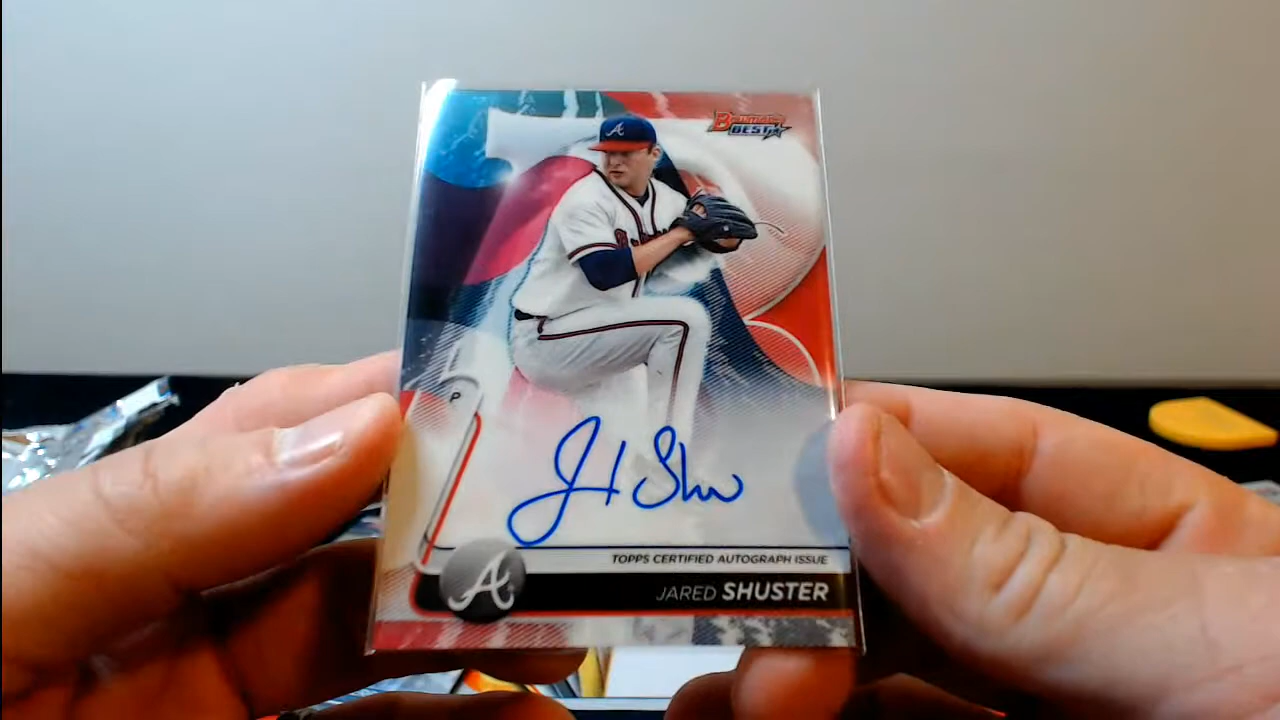 BOWMAN'S
BEST
A
P
TOPPS CERTIFIED AUTOGRAPH ISSUE
A
JARED SHUSTER